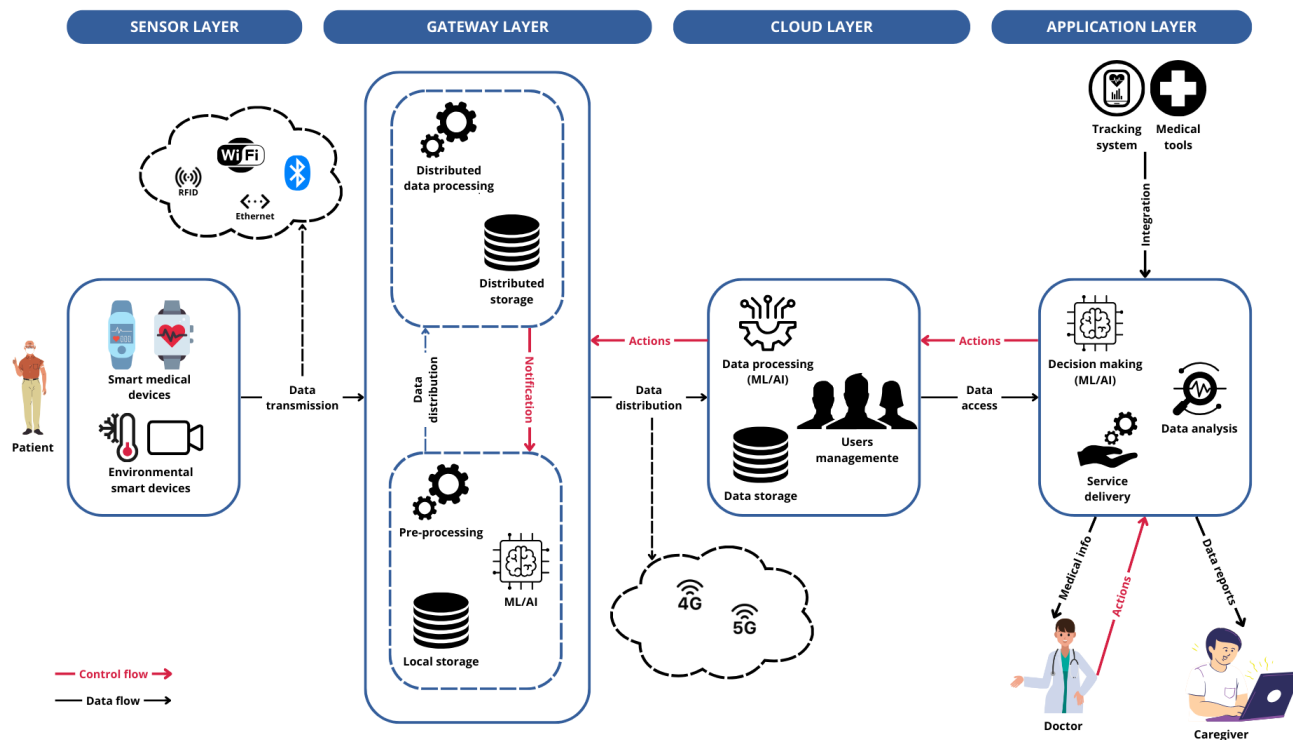 SENSOR LAYER
GATEWAY LAYER
CLOUD LAYER
APPLICATION LAYER
WiFi
RFID
Ethernet
Smart medical
devices
Environmental
smart devices
Patient
Data
transmission
Distributed
data processing
Distributed
storage
Data
distribution
Notification
Pre-processing
ML/AI
Local storage
Actions
Data
distribution
4G
5G
Data processing
(ML/AI)
Users
managemente
Data storage
Actions
Data
access
Tracking
system
Medical
tools
Integration
Decision making
(ML/AI)
Data analysis
Service
delivery
Medical info
Actions
Data reports
Doctor
Caregiver
Control flow
Data flow